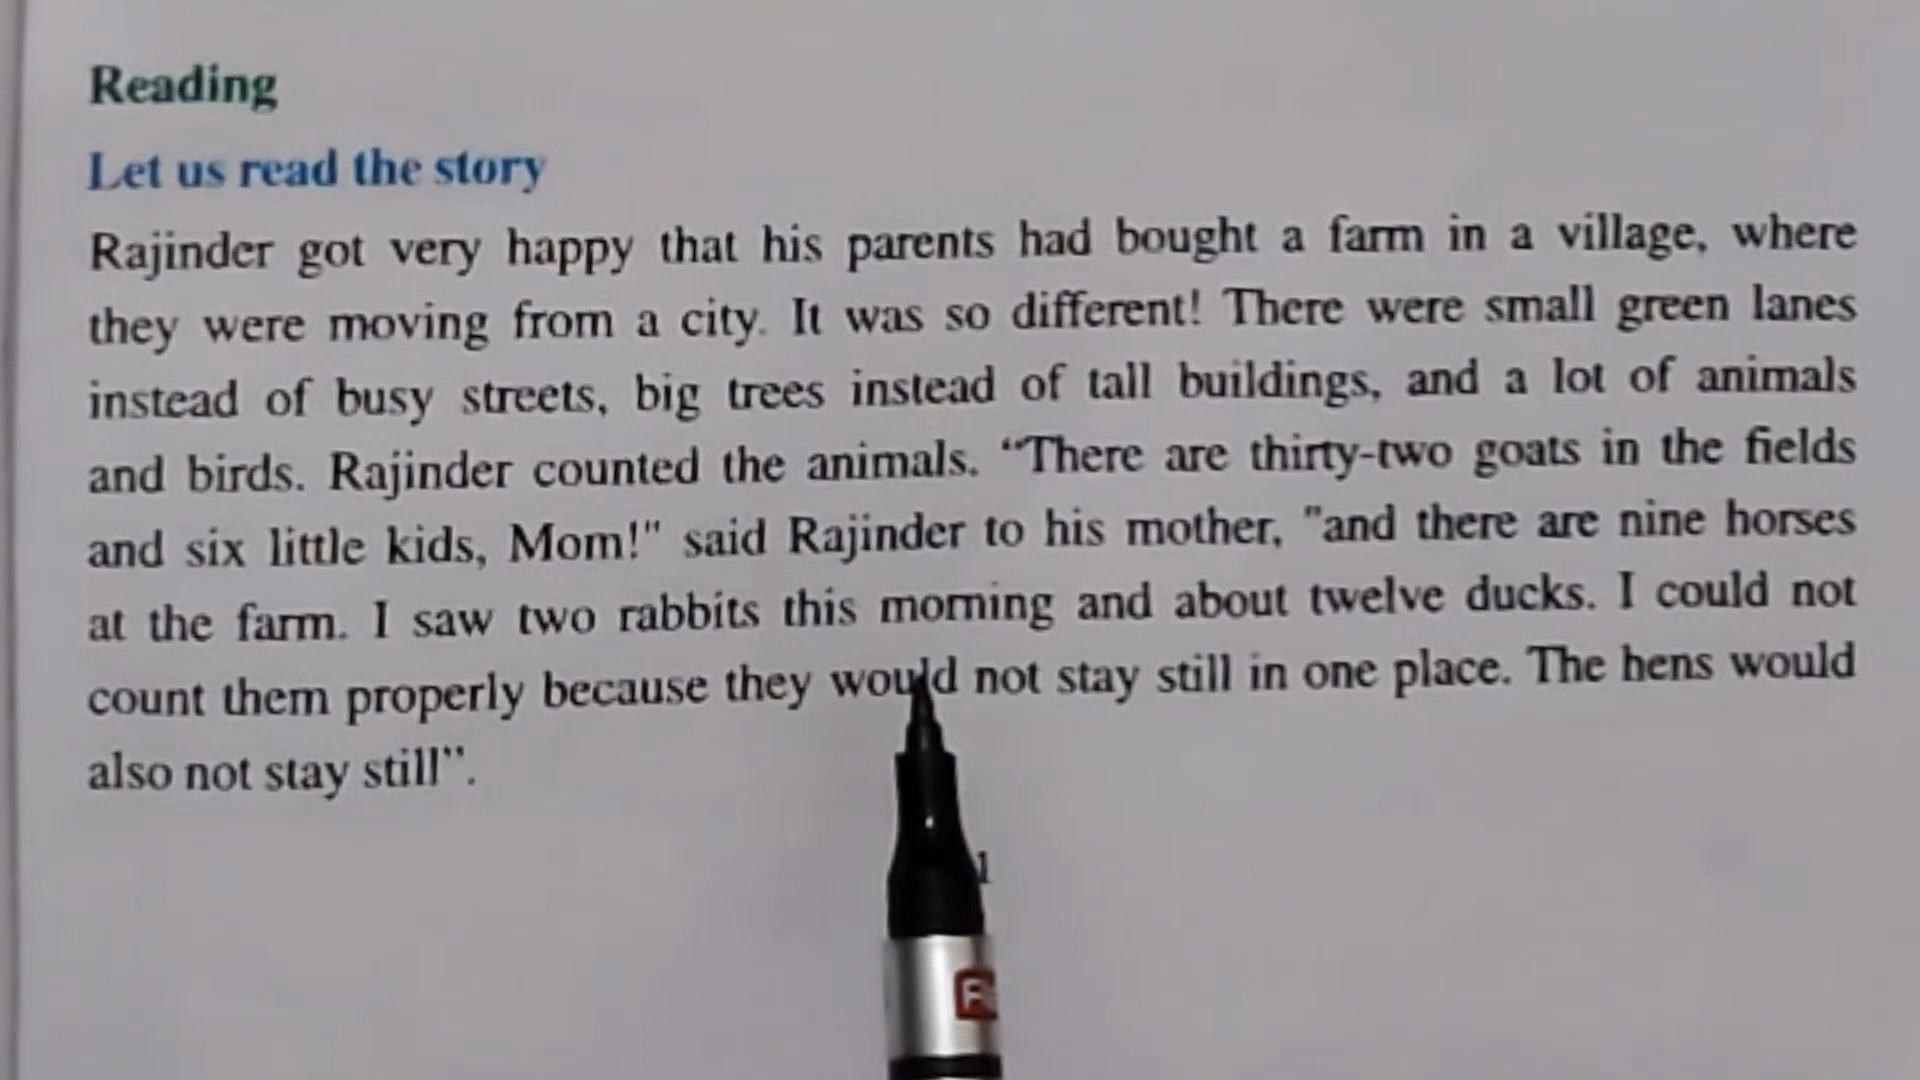 Reading
Let us read the story
Rajinder got very happy that his parents had bought a farm in a village, where
they were moving from a city. It was so different! There were small green lanes
instead of busy streets, big trees instead of tall buildings, and a lot of animals
and birds. Rajinder counted the animals. “There are thirty-two goats in the fields
and six little kids, Mom!" said Rajinder to his mother, "and there are nine horses
at the farm. I saw two rabbits this morning and about twelve ducks. I could not
count them properly because they would not stay still in one place. The hens would
also not stay still”.